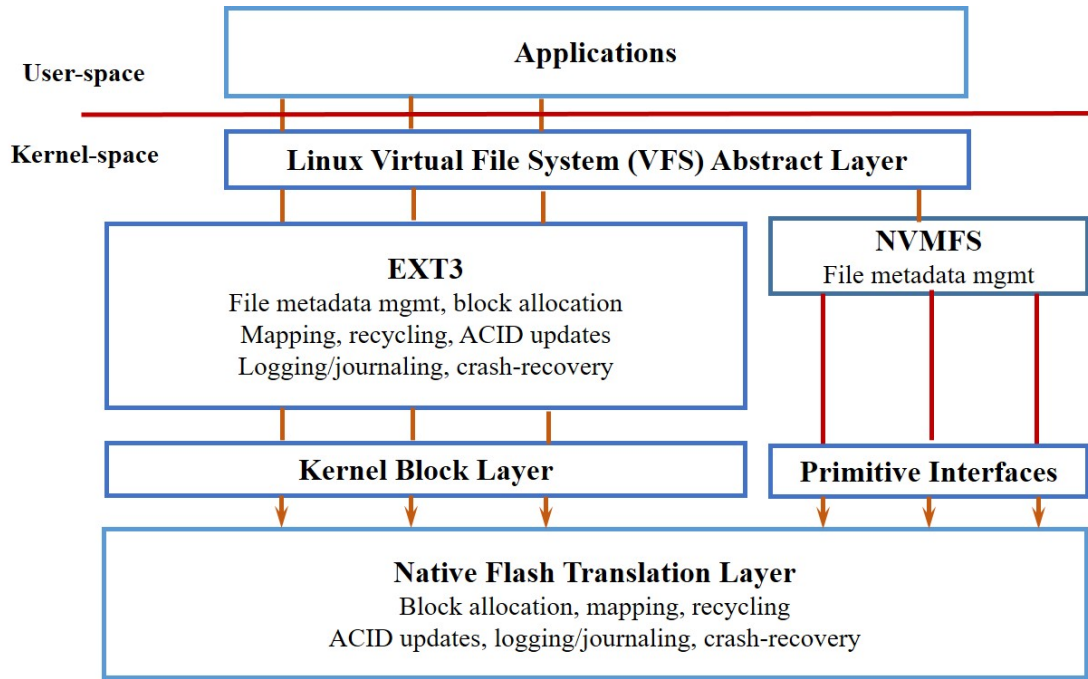 Applications
User-space
Kernel-space
Linux Virtual File System (VFS) Abstract Layer
EXT3
File metadata mgmt, block allocation
Mapping, recycling, ACID updates
Logging/journaling, crash-recovery
NVMFS
File metadata mgmt
Kernel Block Layer
Primitive Interfaces
Native Flash Translation Layer
Block allocation, mapping, recycling
ACID updates, logging/journaling, crash-recovery